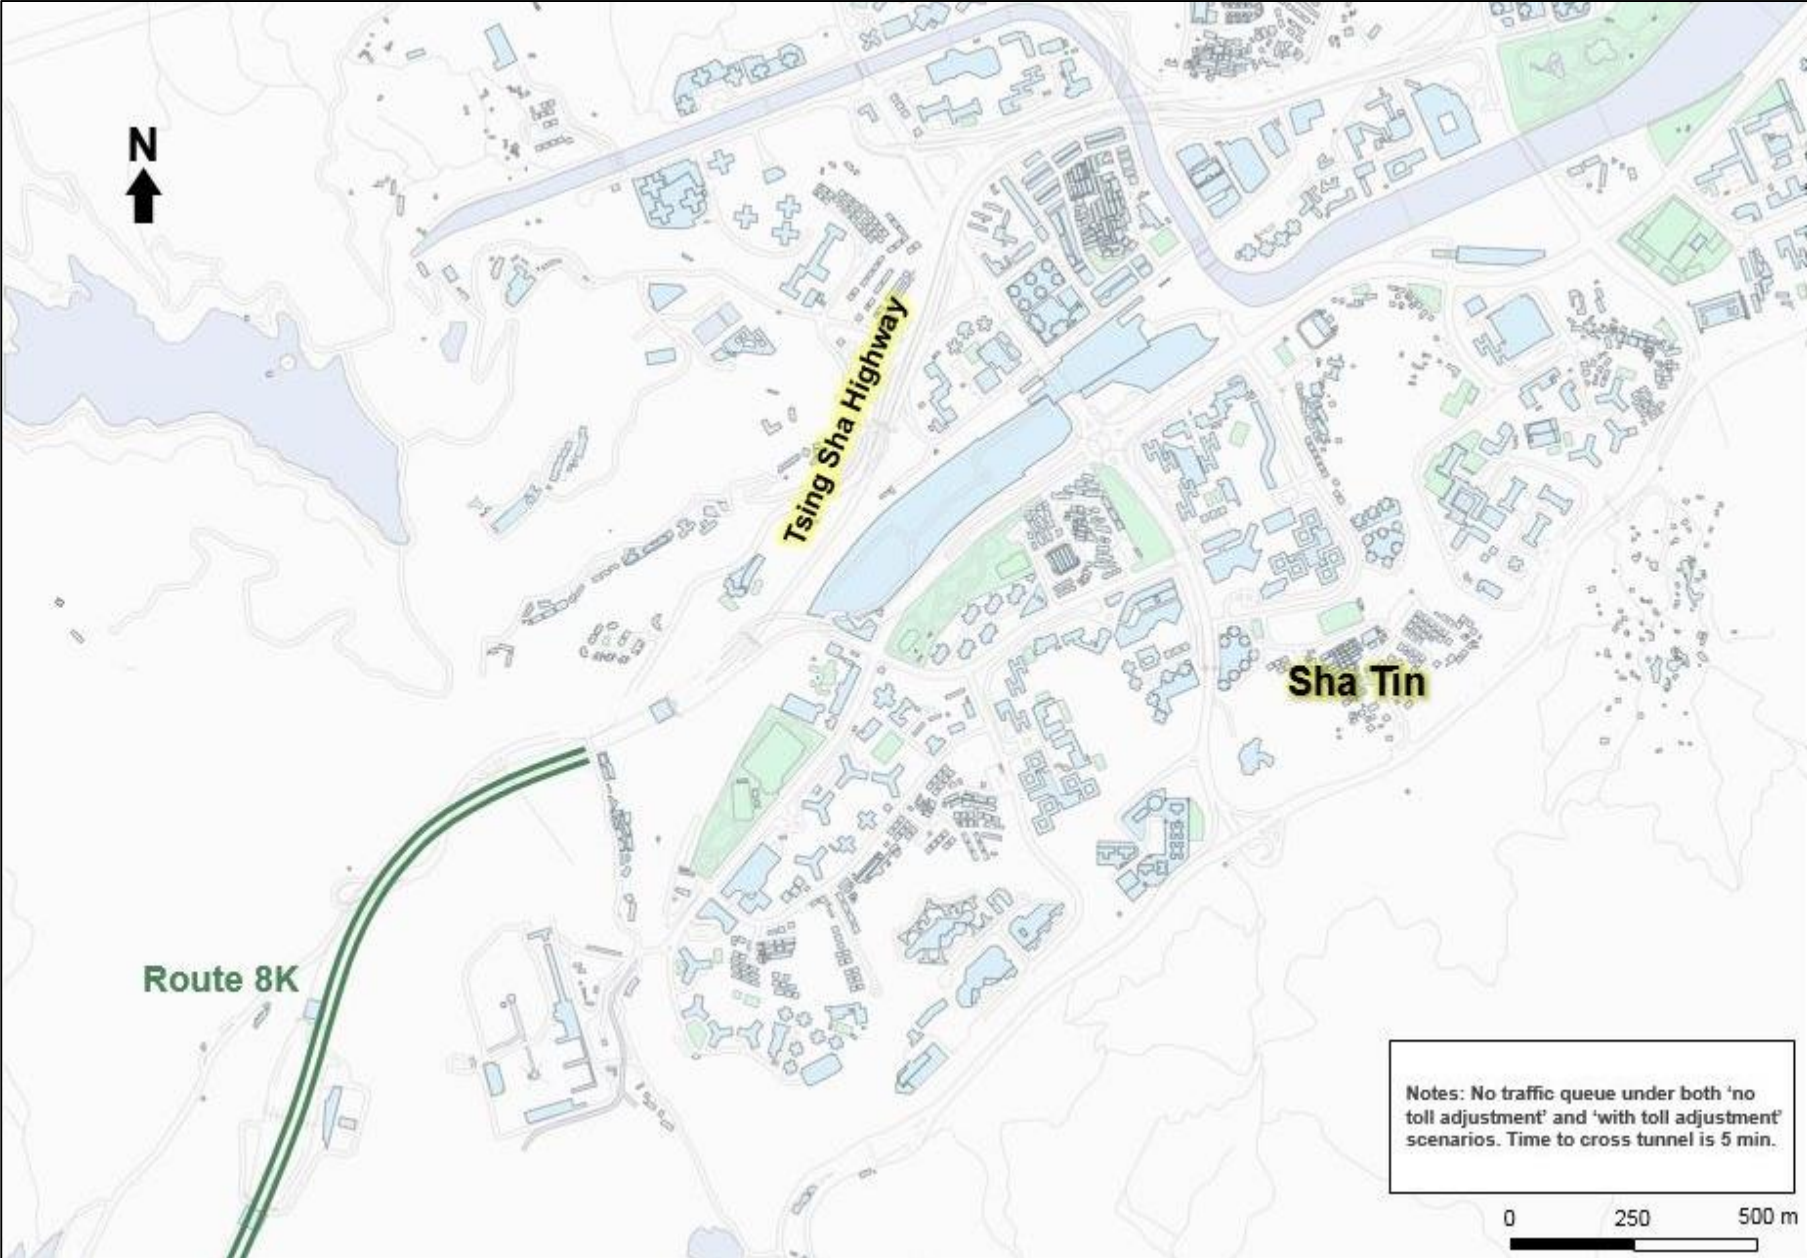 N
Tsing Sha Highway
Sha Tin
Route 8K
Notes: No traffic queue under both ‘no
toll adjustment’ and ‘with toll adjustment’
scenarios. Time to cross tunnel is 5 min.
0 250 500 m